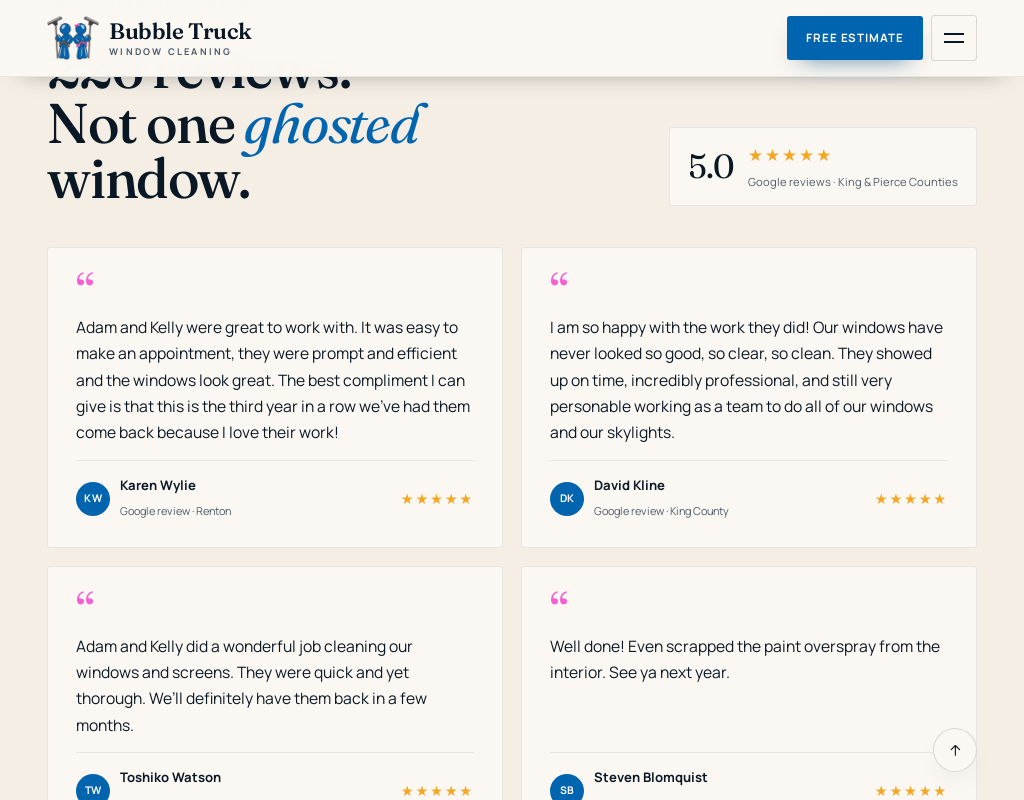 Bubble Truck
WINDOW CLEANING
FREE ESTIMATE
reviews.
Not one ghosted
window.
5.0
★★★★★
Google reviews · King & Pierce Counties
“
Adam and Kelly were great to work with. It was easy to
make an appointment, they were prompt and efficient
and the windows look great. The best compliment I can
give is that this is the third year in a row we’ve had them
come back because I love their work!
KW
Karen Wylie
Google review · Renton
★★★★★
“
I am so happy with the work they did! Our windows have
never looked so good, so clear, so clean. They showed
up on time, incredibly professional, and still very
personable working as a team to do all of our windows
and our skylights.
DK
David Kline
Google review · King County
★★★★★
“
Adam and Kelly did a wonderful job cleaning our
windows and screens. They were quick and yet
thorough. We’ll definitely have them back in a few
months.
TW
Toshiko Watson
★★★★★
“
Well done! Even scrapped the paint overspray from the
interior. See ya next year.
SB
Steven Blomquist
★★★★★
↑